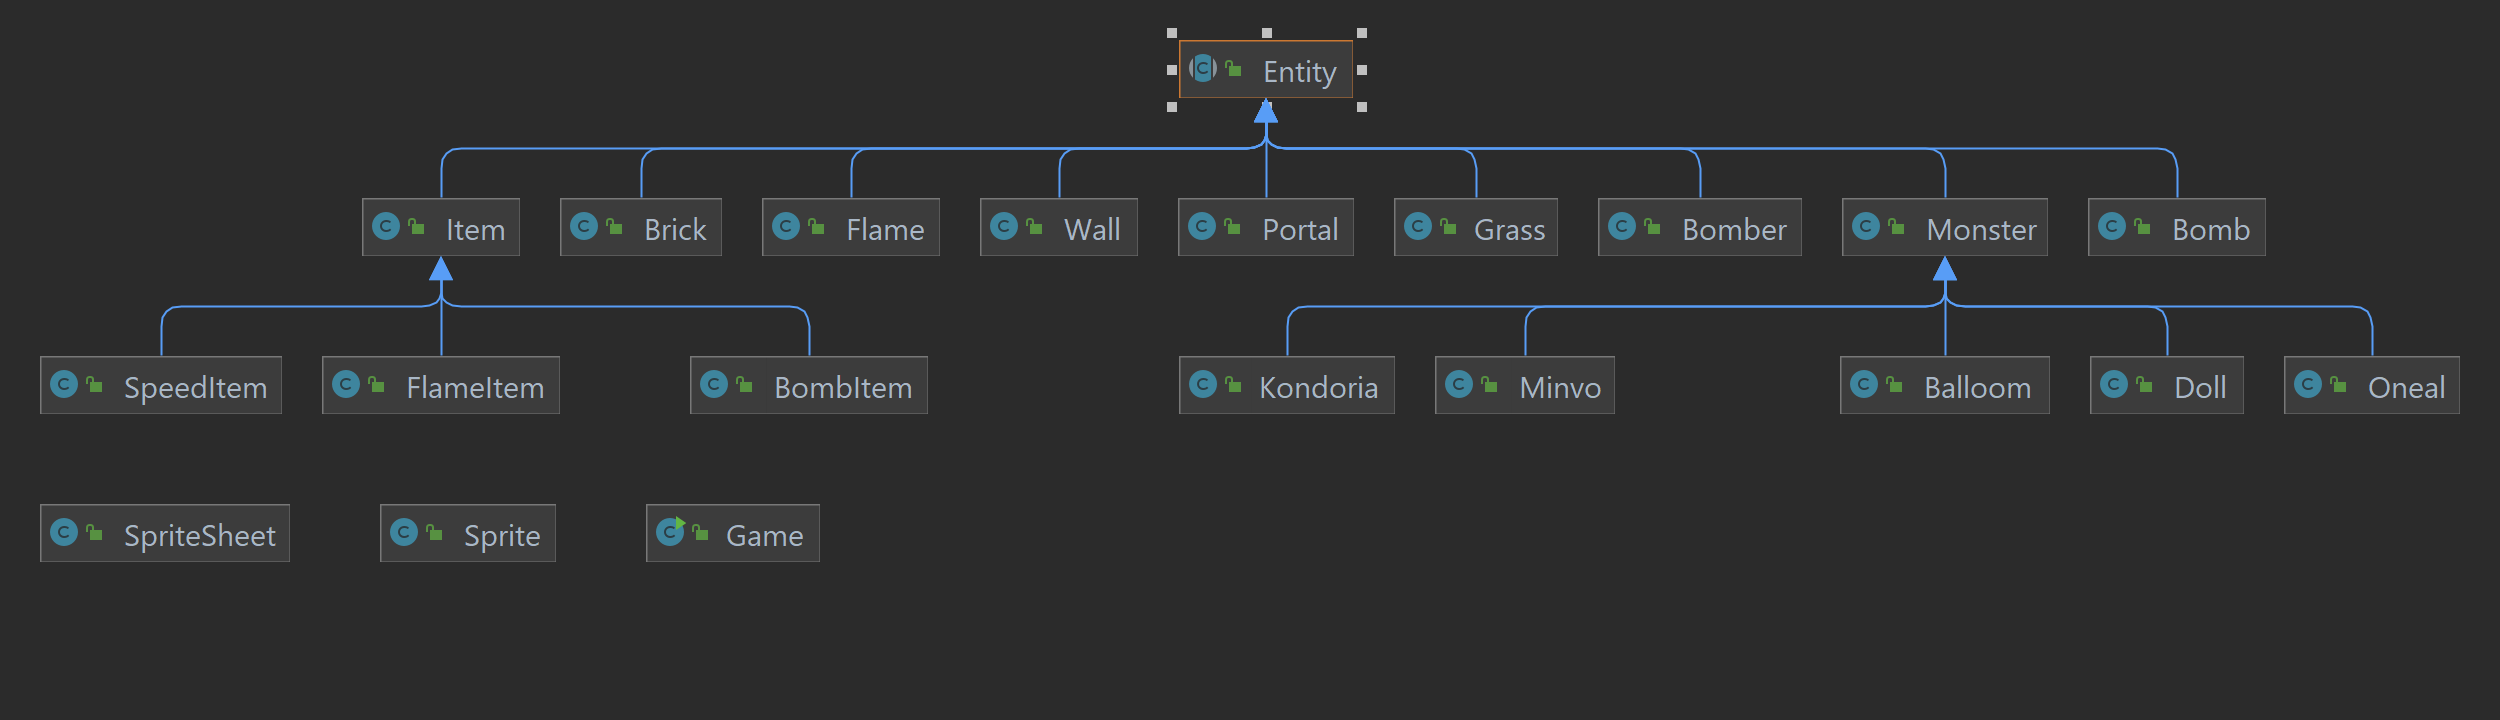 Entity
Item Brick Flame Wall Portal Grass Bomber Monster Bomb
SpeedItem FlameItem BombItem Kondoria Minvo Balloom Doll Oneal
SpriteSheet Sprite Game